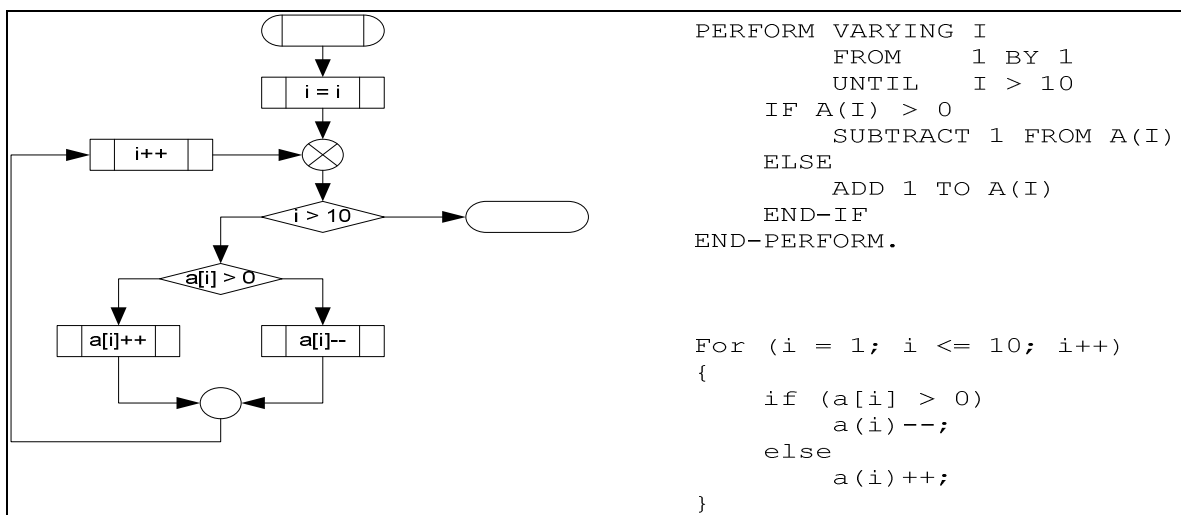 i = i
i++
i > 10
a[i] > 0
a[i]++
a[i]--
PERFORM VARYING I
FROM 1 BY 1
UNTIL I > 10
IF A(I) > 0
SUBTRACT 1 FROM A(I)
ELSE
ADD 1 TO A(I)
END-IF
END-PERFORM.
For (i = 1; i <= 10; i++)
{
if (a[i] > 0)
a(i)--;
else
a(i)++;
}